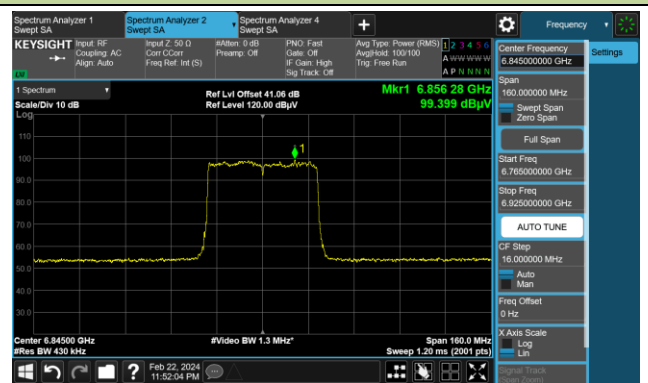 Spectrum Analyzer 1
Swept SA
Spectrum Analyzer 2
Swept SA
Spectrum Analyzer 4
Swept SA
Frequency
KEYSIGHT
Input: RF
Coupling: AC
Align: Auto
Input Z: 50 Ω
Corr CCorr
Freq Ref: Int (S)
#Atten: 0 dB
Preamp: Off
PNO: Fast
Gate: Off
IF Gain: High
Sig Track: Off
Avg Type: Power (RMS)
Avg|Hold: 100/100
Trig: Free Run
1 2 3 4 5 6
A W W W W W
A P N N N N
1 Spectrum
Scale/Div 10 dB
Log
Ref Lvl Offset 41.06 dB
Ref Level 120.00 dBµV
Mkr1 6.856 28 GHz
99.399 dBµV
1
110
100
90.0
80.0
70.0
60.0
50.0
40.0
30.0
Center 6.84500 GHz
#Res BW 430 kHz
#Video BW 1.3 MHz*
Span 160.0 MHz
Sweep 1.20 ms (2001 pts)
Feb 22, 2024
11:52:04 PM
Settings
Center Frequency
6.845000000 GHz
Span
160.000000 MHz
Swept Span
Zero Span
Full Span
Start Freq
6.765000000 GHz
Stop Freq
6.925000000 GHz
AUTO TUNE
CF Step
16.000000 MHz
Auto
Man
Freq Offset
0 Hz
X Axis Scale
Log
Lin
Signal Track
(Span Zoom)